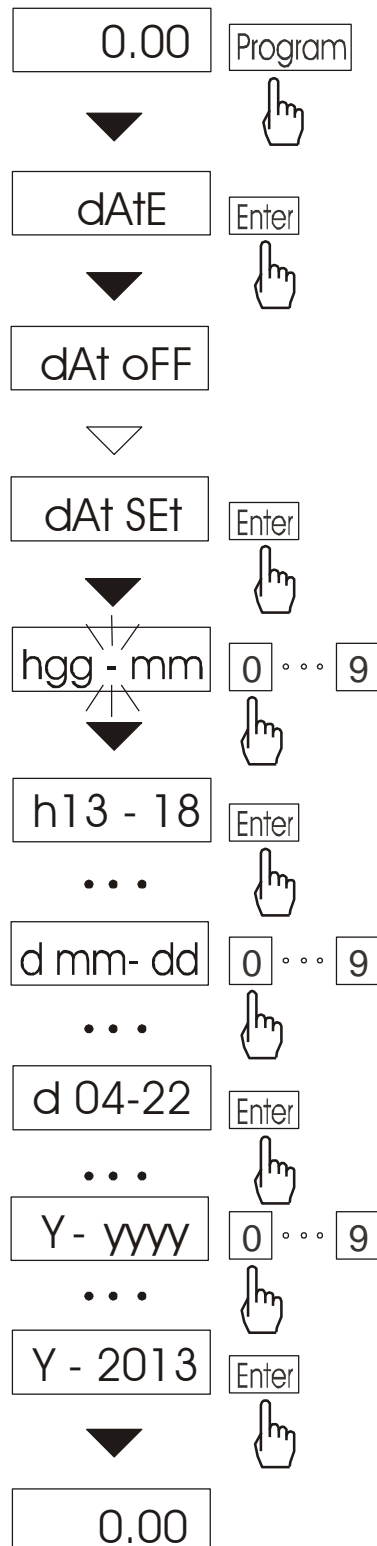 0.00 Program
dAtE Enter
dAt oFF
dAt SEt Enter
hgg - mm 0 °°° 9
h13 - 18 Enter
•••
d mm- dd 0 °°° 9
•••
d 04-22 Enter
•••
Y - yyyy 0 °°° 9
•••
Y - 2013 Enter
0.00